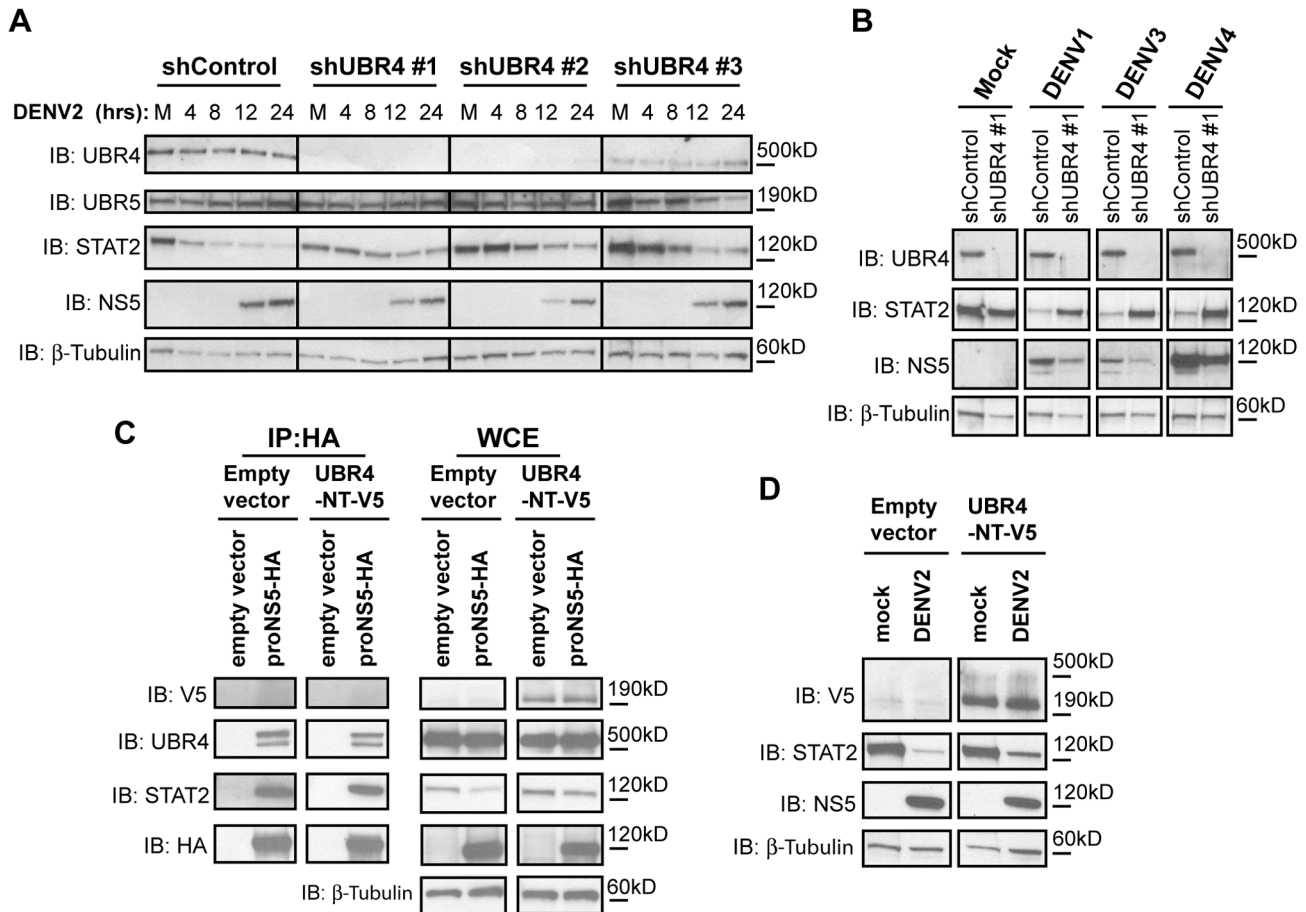 A
shControl shUBR4 #1 shUBR4 #2 shUBR4 #3
DENV2 (hrs): M 4 8 12 24 M 4 8 12 24 M 4 8 12 24 M 4 8 12 24
IB: UBR4 500kD
IB: UBR5 190kD
IB: STAT2 120kD
IB: NS5 120kD
IB: β-Tubulin 60kD
B
Mock DENV1 DENV3 DENV4
shControl shUBR4 #1 shControl shUBR4 #1 shControl shUBR4 #1 shControl shUBR4 #1
IB: UBR4 500kD
IB: STAT2 120kD
IB: NS5 120kD
IB: β-Tubulin 60kD
C
IP:HA WCE
Empty vector UBR4 -NT-V5 Empty vector UBR4 -NT-V5
empty vector proNS5-HA empty vector proNS5-HA empty vector proNS5-HA empty vector proNS5-HA
IB: V5 190kD
IB: UBR4 500kD
IB: STAT2 120kD
IB: HA 120kD
IB: β-Tubulin 60kD
D
Empty vector UBR4 -NT-V5
mock DENV2 mock DENV2
500kD
IB: V5 190kD
IB: STAT2 120kD
IB: NS5 120kD
IB: β-Tubulin 60kD